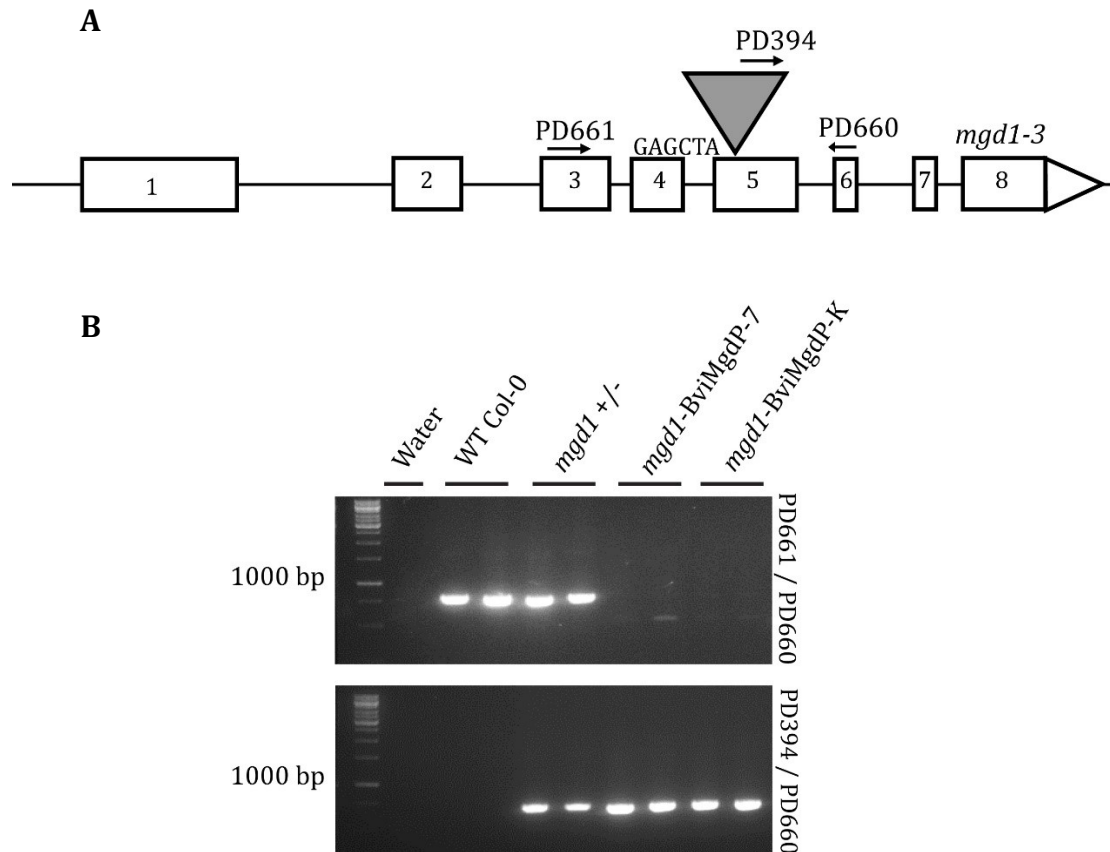 A
PD394
PD661
GAGCTA
PD660
mgd1-3
1
2
3
4
5
6
7
8
B
Water
WT Col-0
mgd1 +/-
mgd1-BviMgdP-7
mgd1-BviMgdP-K
1000 bp
PD661 / PD660
1000 bp
PD394 / PD660